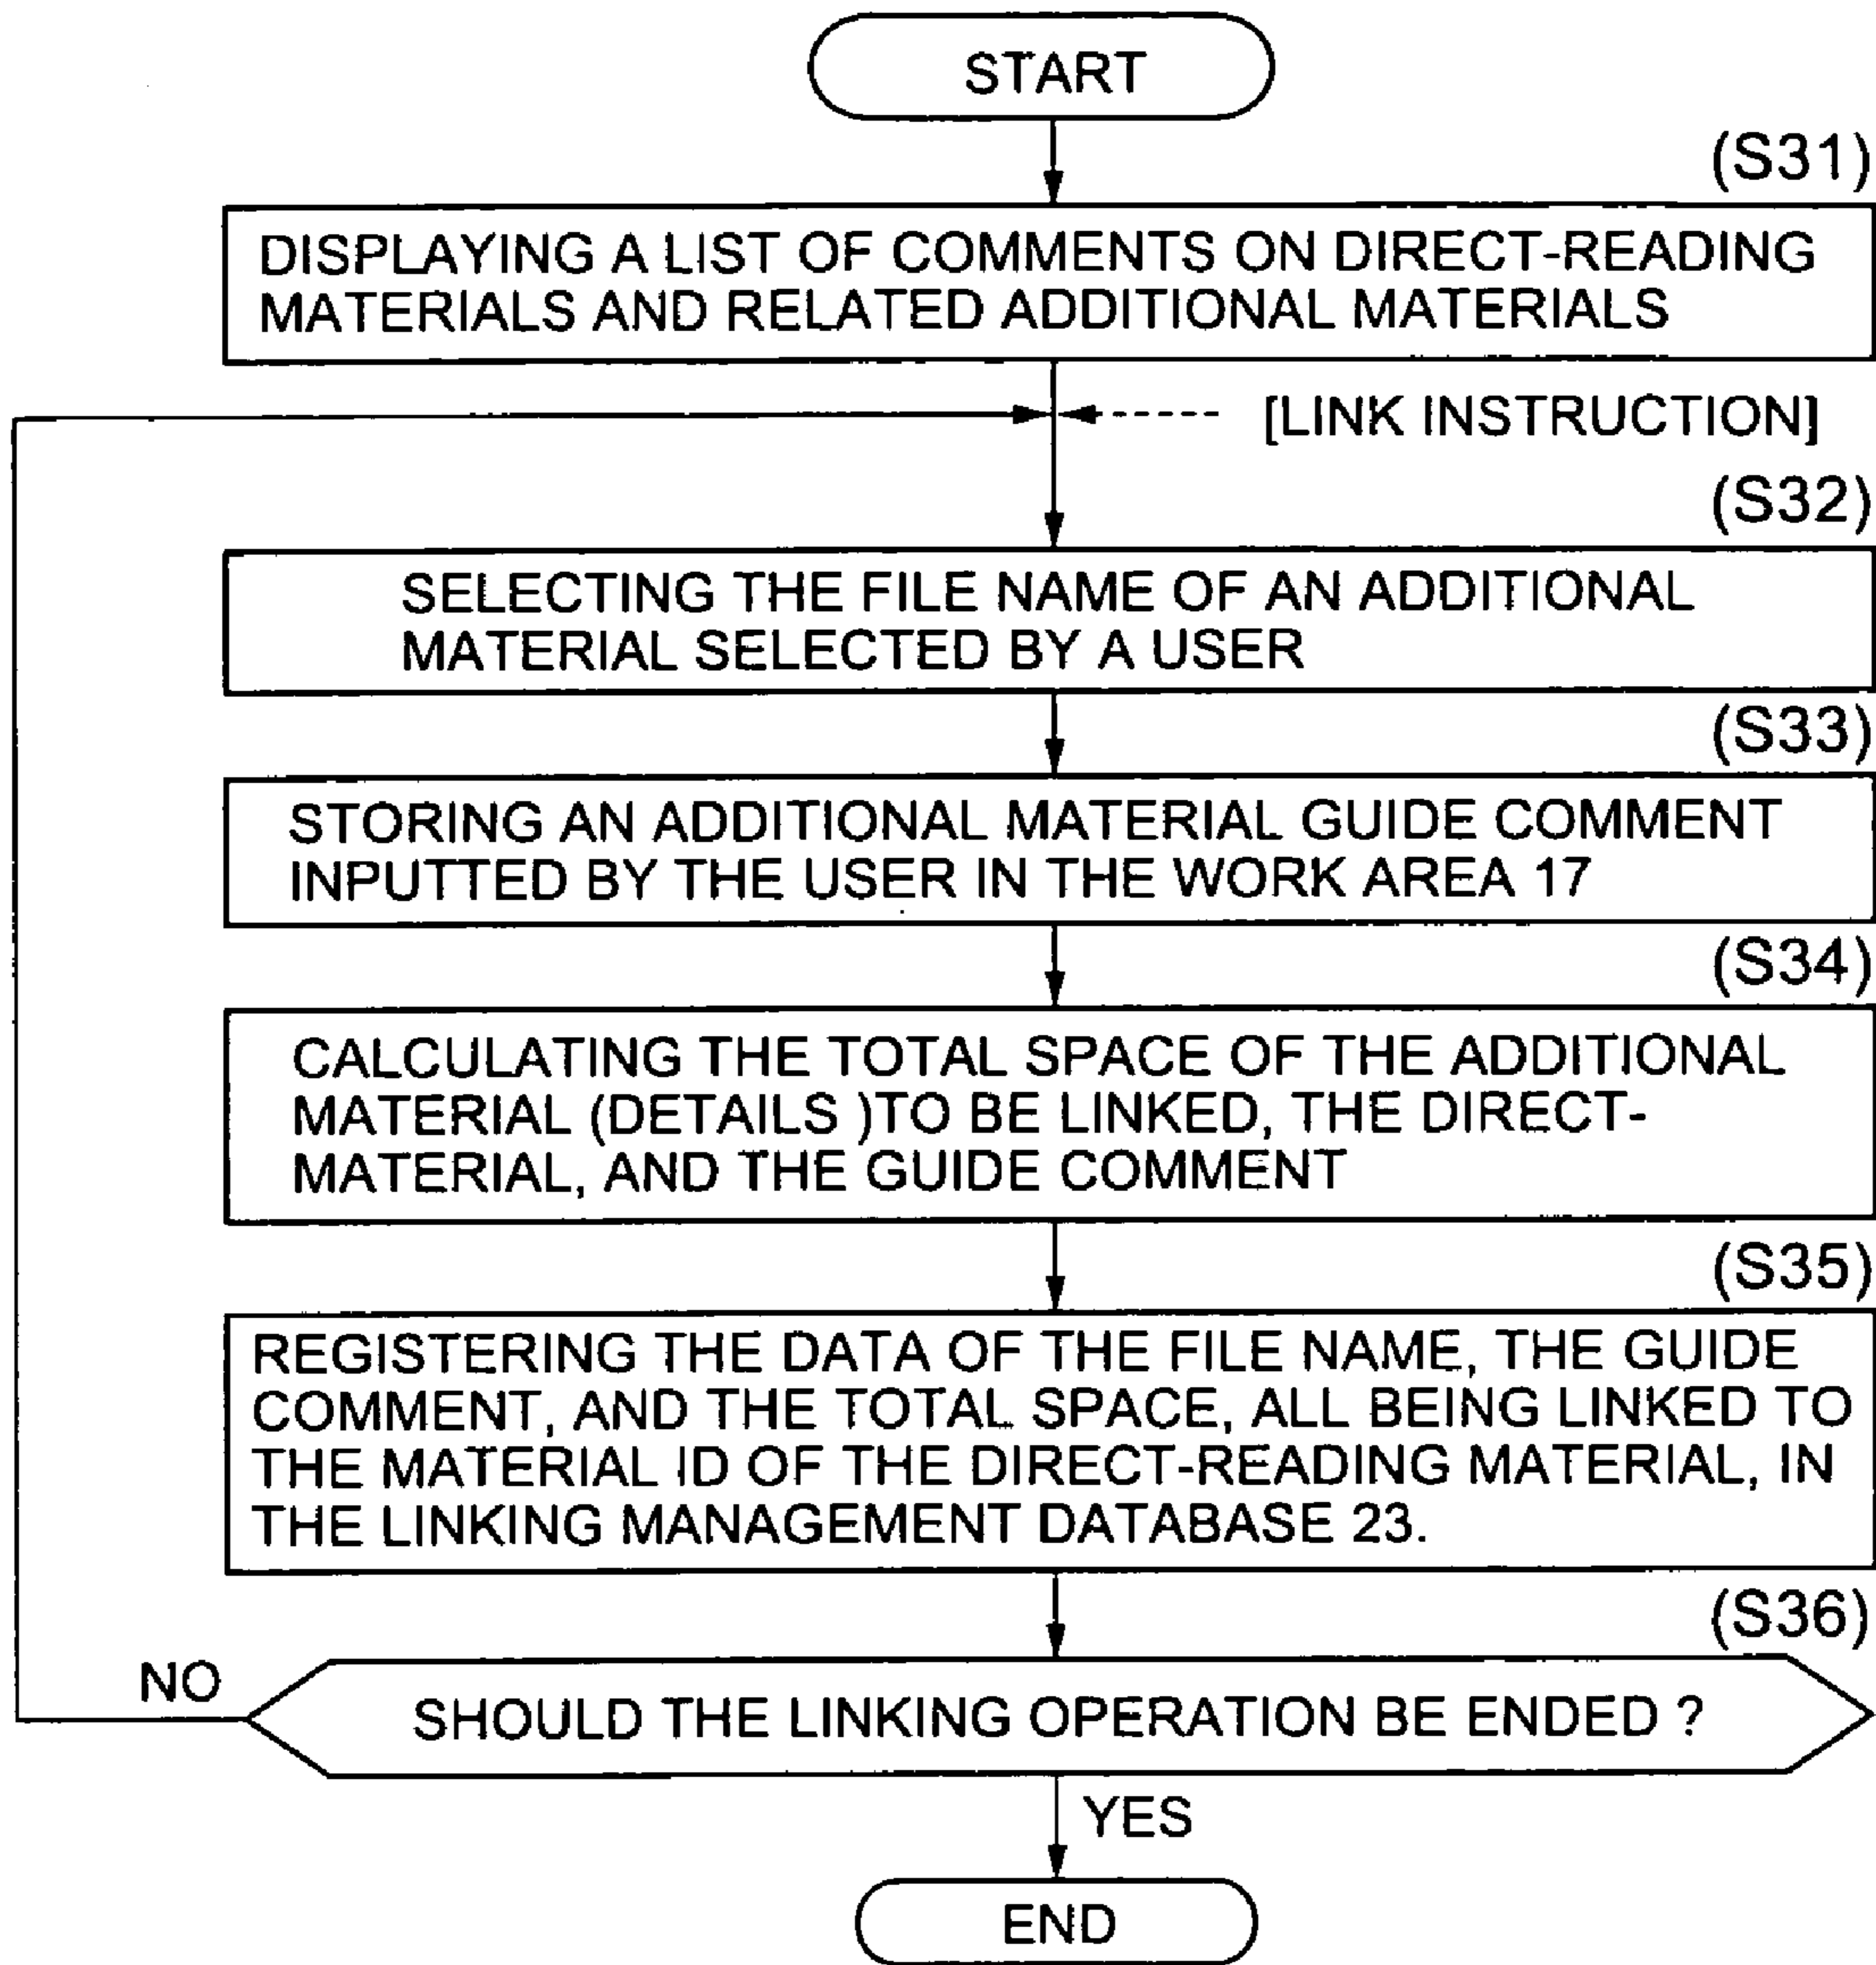 START
(S31)
DISPLAYING A LIST OF COMMENTS ON DIRECT-READING
MATERIALS AND RELATED ADDITIONAL MATERIALS
[LINK INSTRUCTION]
(S32)
SELECTING THE FILE NAME OF AN ADDITIONAL
MATERIAL SELECTED BY A USER
(S33)
STORING AN ADDITIONAL MATERIAL GUIDE COMMENT
INPUTTED BY THE USER IN THE WORK AREA 17
(S34)
CALCULATING THE TOTAL SPACE OF THE ADDITIONAL
MATERIAL (DETAILS )TO BE LINKED, THE DIRECT-
MATERIAL, AND THE GUIDE COMMENT
(S35)
REGISTERING THE DATA OF THE FILE NAME, THE GUIDE
COMMENT, AND THE TOTAL SPACE, ALL BEING LINKED TO
THE MATERIAL ID OF THE DIRECT-READING MATERIAL, IN
THE LINKING MANAGEMENT DATABASE 23.
(S36)
NO
SHOULD THE LINKING OPERATION BE ENDED ?
YES
END